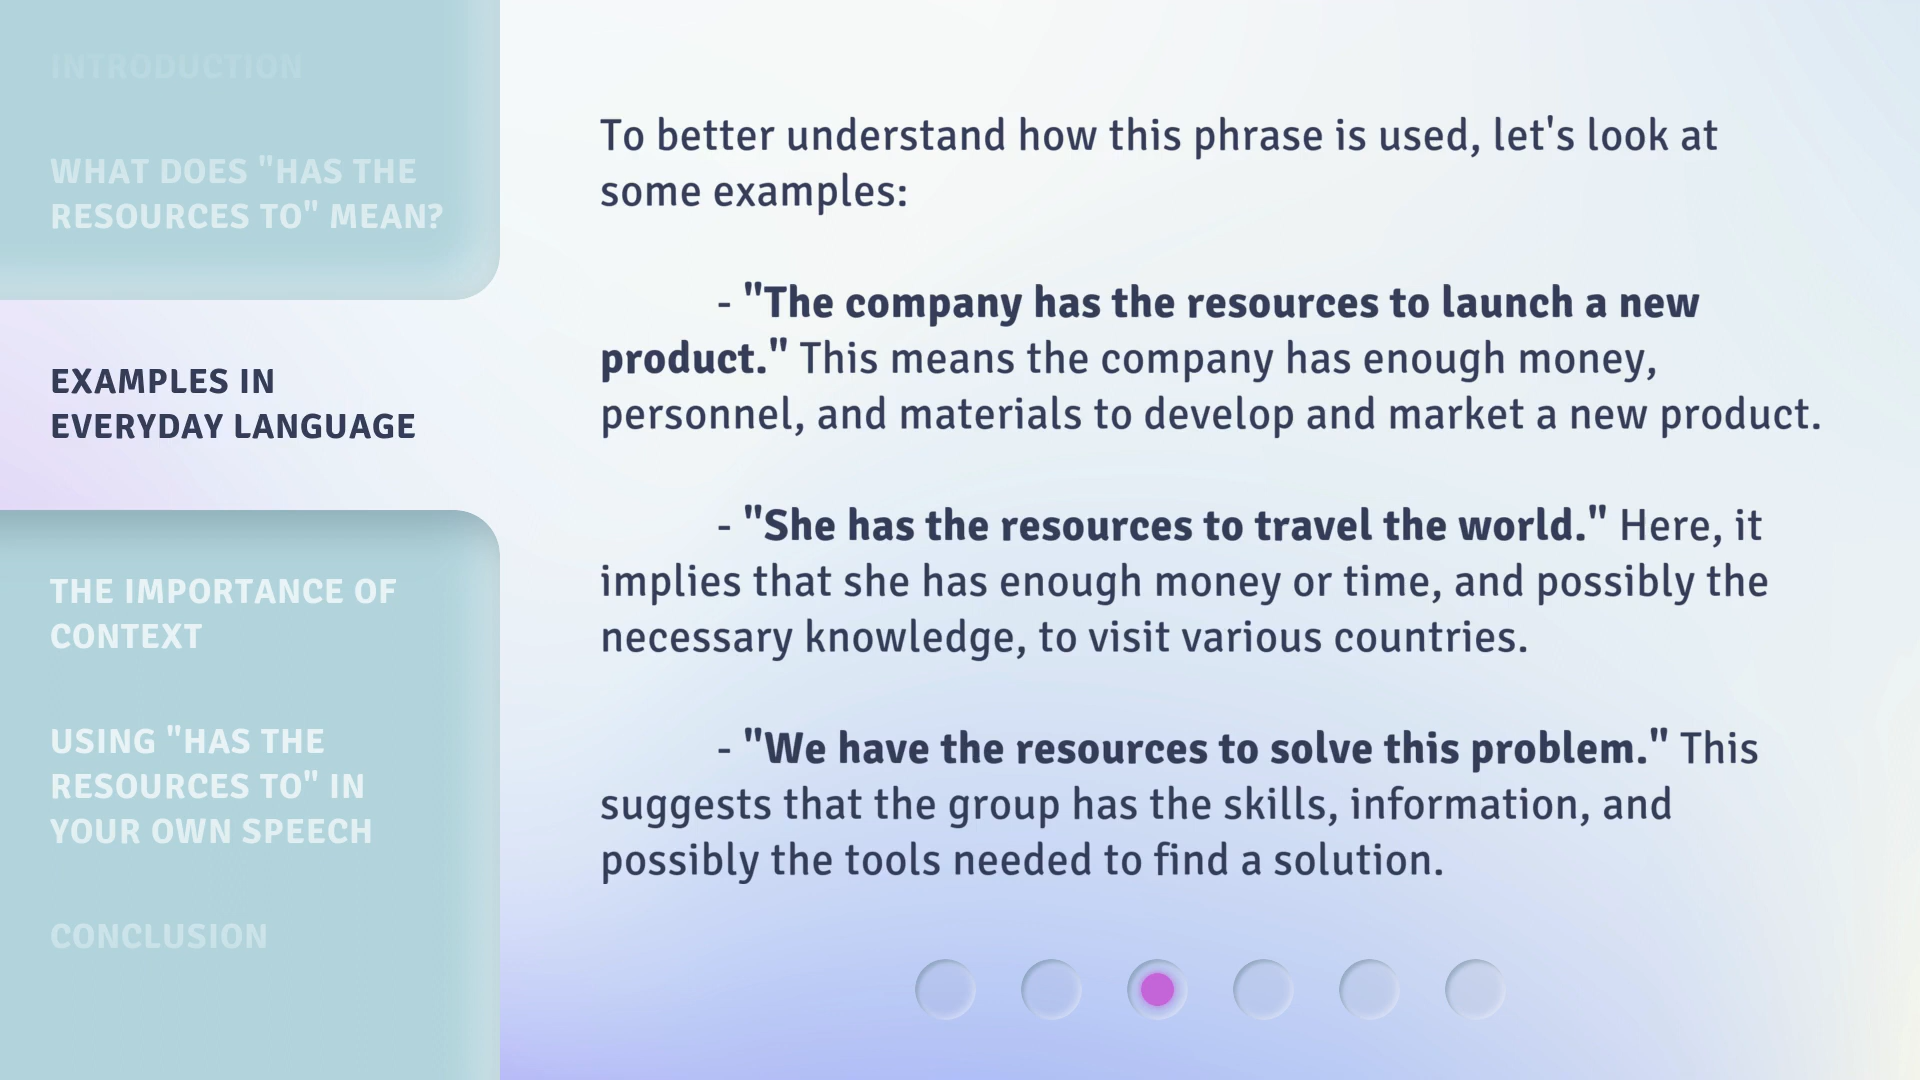 INTRODUCTION
WHAT DOES "HAS THE
RESOURCES TO" MEAN?
EXAMPLES IN
EVERYDAY LANGUAGE
THE IMPORTANCE OF
CONTEXT
USING "HAS THE
RESOURCES TO" IN
YOUR OWN SPEECH
CONCLUSION
To better understand how this phrase is used, let's look at
some examples:
- "The company has the resources to launch a new
product." This means the company has enough money,
personnel, and materials to develop and market a new product.
- "She has the resources to travel the world." Here, it
implies that she has enough money or time, and possibly the
necessary knowledge, to visit various countries.
- "We have the resources to solve this problem." This
suggests that the group has the skills, information, and
possibly the tools needed to find a solution.